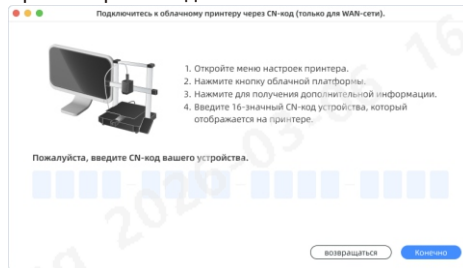 Подключитесь к облачному принтеру через CN-код (только для WAN-сети).
1. Откройте меню настроек принтера.
2. Нажмите кнопку облачной платформы.
3. Нажмите для получения дополнительной информации.
4. Введите 16-значный CN-код устройства, который
отображается на принтере.
Пожалуйста, введите CN-код вашего устройства.
возвращаться
Конечно